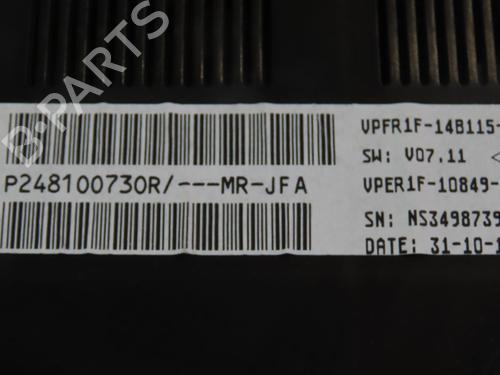 VPFR1F-14B115-
SW: V07.11
P248100730R/---MR-JFA
VPER1F-10849-
SN: NS3498739
DATE: 31-10-1
B-PARTS